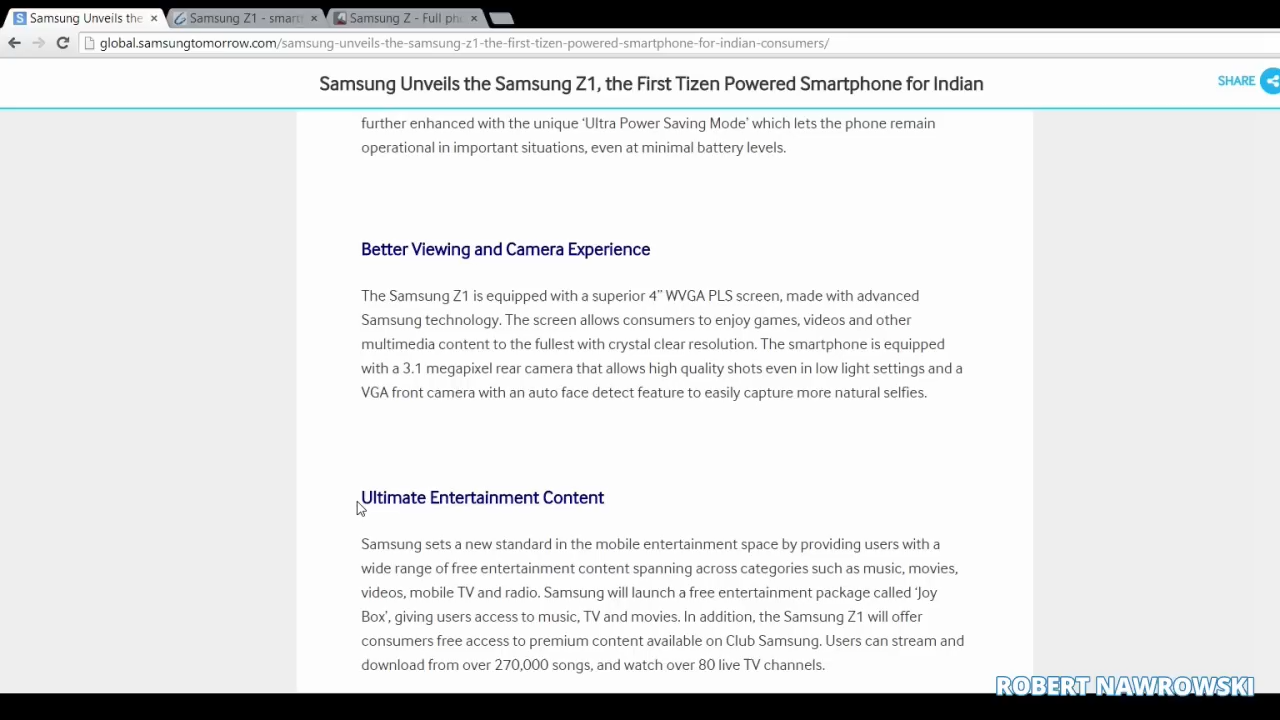 Samsung Unveils the
Samsung Z1 - smart
Samsung Z - Full pho
global.samsungtomorrow.com/samsung-unveils-the-samsung-z1-the-first-tizen-powered-smartphone-for-indian-consumers/
Samsung Unveils the Samsung Z1, the First Tizen Powered Smartphone for Indian
SHARE
further enhanced with the unique ‘Ultra Power Saving Mode’ which lets the phone remain
operational in important situations, even at minimal battery levels.
Better Viewing and Camera Experience
The Samsung Z1 is equipped with a superior 4” WVGA PLS screen, made with advanced
Samsung technology. The screen allows consumers to enjoy games, videos and other
multimedia content to the fullest with crystal clear resolution. The smartphone is equipped
with a 3.1 megapixel rear camera that allows high quality shots even in low light settings and a
VGA front camera with an auto face detect feature to easily capture more natural selfies.
Ultimate Entertainment Content
Samsung sets a new standard in the mobile entertainment space by providing users with a
wide range of free entertainment content spanning across categories such as music, movies,
videos, mobile TV and radio. Samsung will launch a free entertainment package called ‘Joy
Box’, giving users access to music, TV and movies. In addition, the Samsung Z1 will offer
consumers free access to premium content available on Club Samsung. Users can stream and
download from over 270,000 songs, and watch over 80 live TV channels.
ROBERT NAWROWSKI